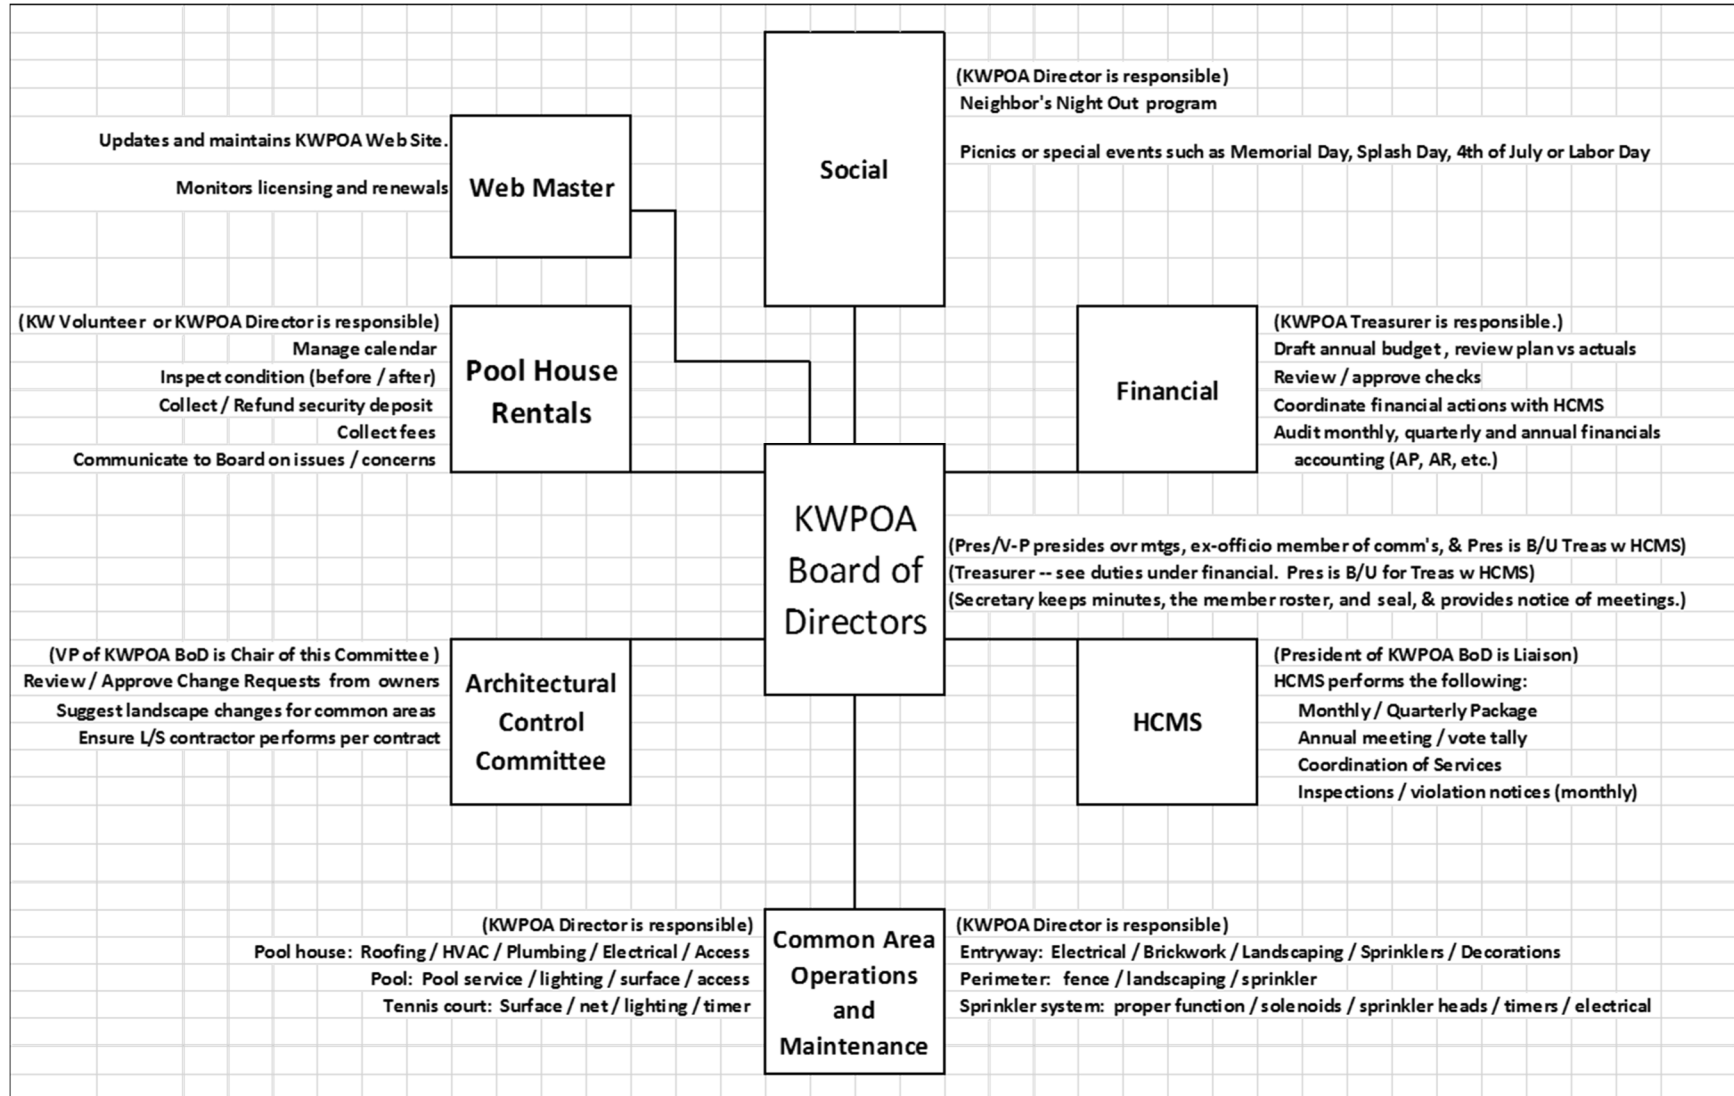 (KWPOA Director is responsible)
Neighbor's Night Out program
Picnics or special events such as Memorial Day, Splash Day, 4th of July or Labor Day
Social
Updates and maintains KWPOA Web Site.
Monitors licensing and renewals
Web Master
(KW Volunteer or KWPOA Director is responsible)
Manage calendar
Inspect condition (before / after)
Collect / Refund security deposit
Collect fees
Communicate to Board on issues / concerns
Pool House
Rentals
Financial
(KWPOA Treasurer is responsible.)
Draft annual budget , review plan vs actuals
Review / approve checks
Coordinate financial actions with HCMS
Audit monthly, quarterly and annual financials
accounting (AP, AR, etc.)
KWPOA
Board of
Directors
(Pres/V-P presides ovr mtgs, ex-officio member of comm's, & Pres is B/U Treas w HCMS)
(Treasurer -- see duties under financial. Pres is B/U for Treas w HCMS)
(Secretary keeps minutes, the member roster, and seal, & provides notice of meetings.)
(VP of KWPOA BoD is Chair of this Committee )
Review / Approve Change Requests from owners
Suggest landscape changes for common areas
Ensure L/S contractor performs per contract
Architectural
Control
Committee
HCMS
(President of KWPOA BoD is Liaison)
HCMS performs the following:
Monthly / Quarterly Package
Annual meeting / vote tally
Coordination of Services
Inspections / violation notices (monthly)
(KWPOA Director is responsible)
Pool house: Roofing / HVAC / Plumbing / Electrical / Access
Pool: Pool service / lighting / surface / access
Tennis court: Surface / net / lighting / timer
Common Area
Operations
and
Maintenance
(KWPOA Director is responsible)
Entryway: Electrical / Brickwork / Landscaping / Sprinklers / Decorations
Perimeter: fence / landscaping / sprinkler
Sprinkler system: proper function / solenoids / sprinkler heads / timers / electrical